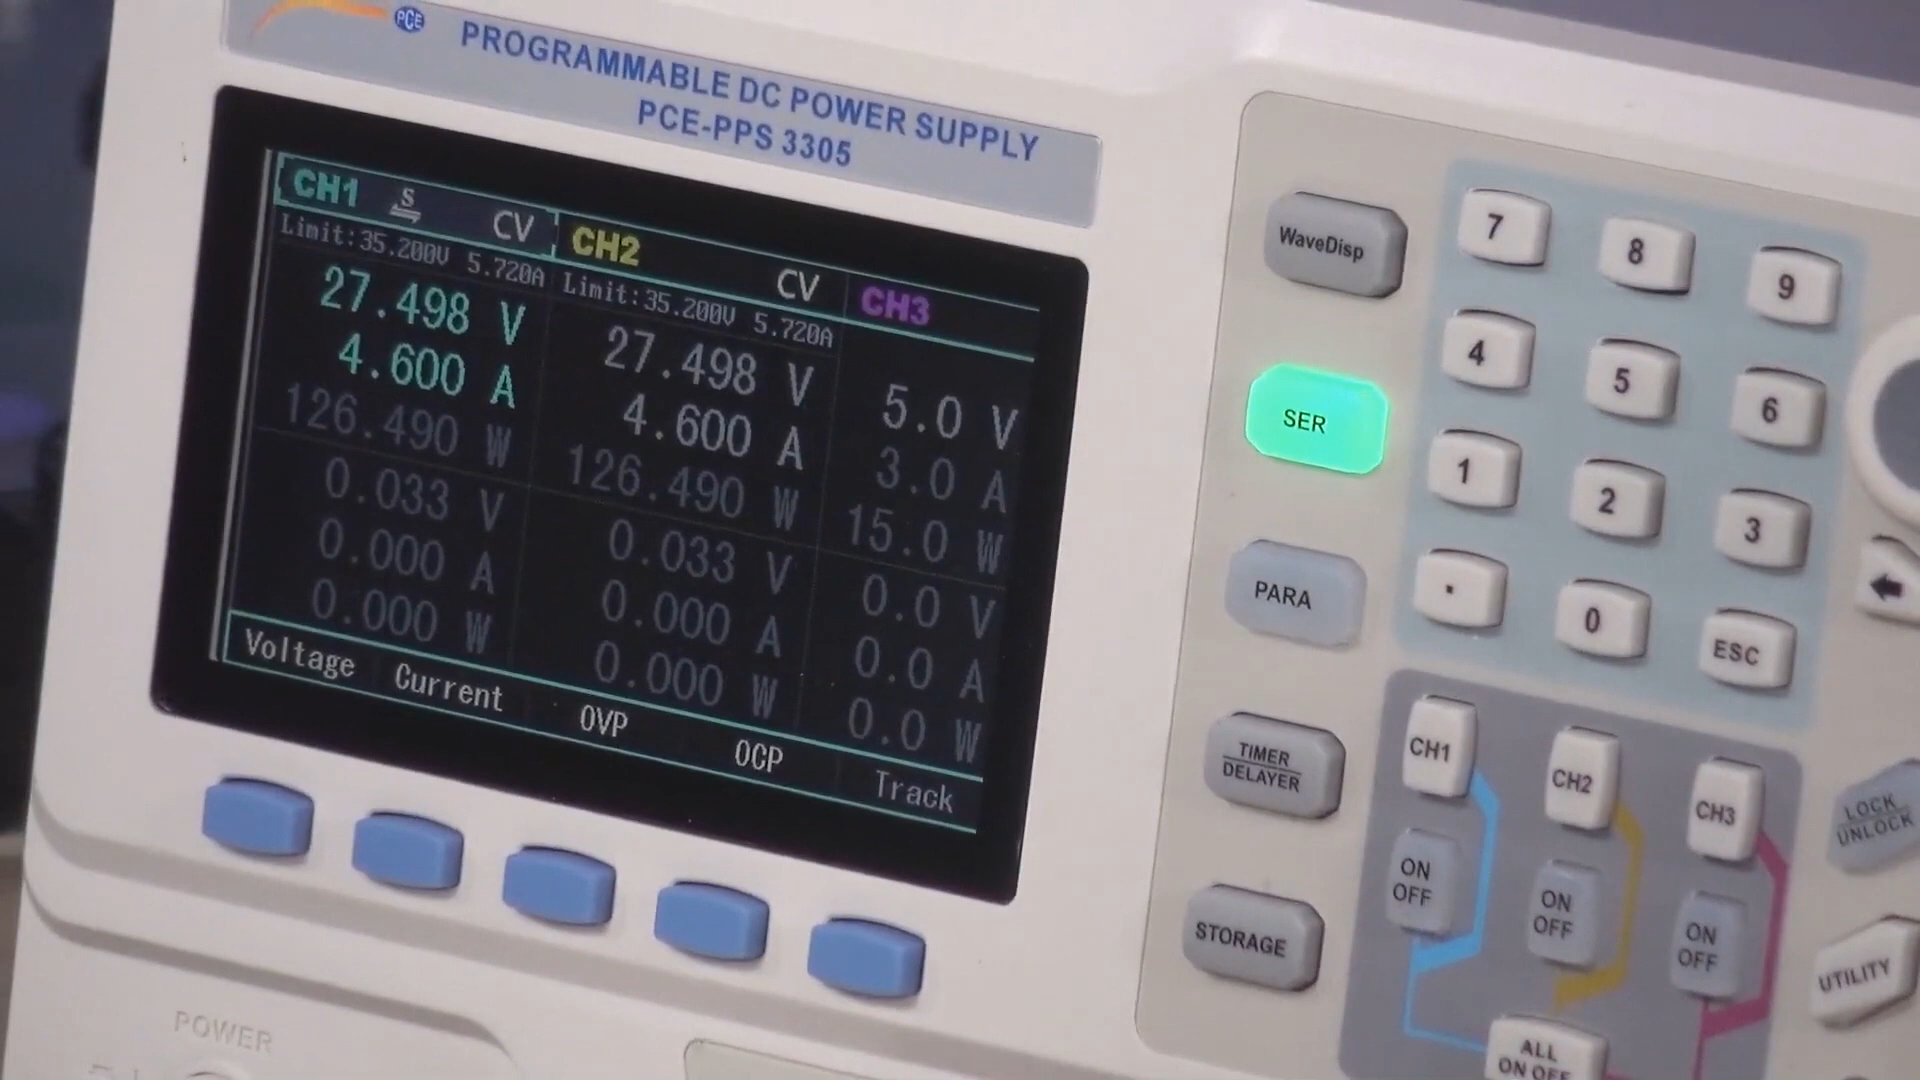 PCE
PROGRAMMABLE DC POWER SUPPLY
PCE-PPS 3305
CH1 S CV
Limit:35.200V 5.720A
27.498 V
4.600 A
126.490 W
0.033 V
0.000 A
0.000 W
CH2 CV
Limit:35.200V 5.720A
27.498 V
4.600 A
126.490 W
0.033 V
0.000 A
0.000 W
CH3
5.0 V
3.0 A
15.0 W
0.0 V
0.0 A
0.0 W
Voltage Current OVP OCP Track
POWER
WaveDisp
SER
PARA
TIMER
DELAYER
STORAGE
7 8 9
4 5 6
1 2 3
. 0 ESC
CH1 CH2 CH3
ON
OFF
ON
OFF
ON
OFF
ALL
ON OFF
LOCK
UNLOCK
UTILITY